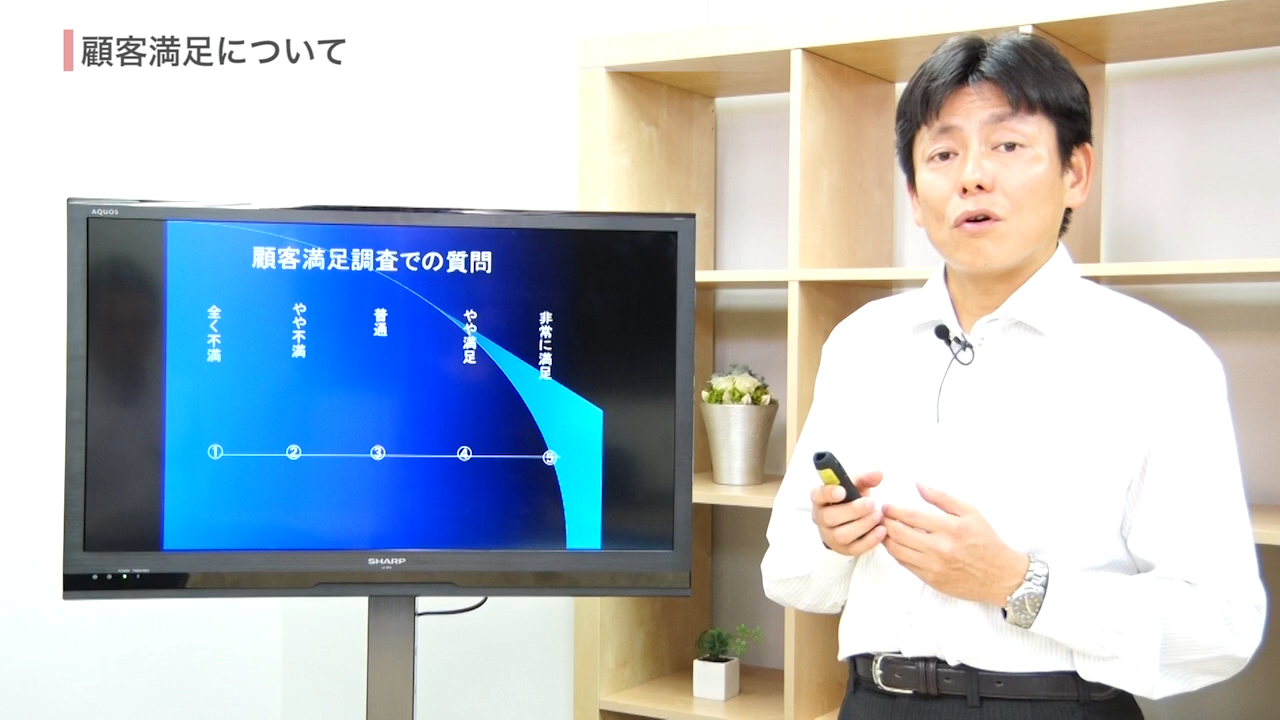 顧客満足について
AQUOS
顧客満足調査での質問
全く不満
やや不満
普通
やや満足
非常に満足
① ② ③ ④ ⑤
SHARP